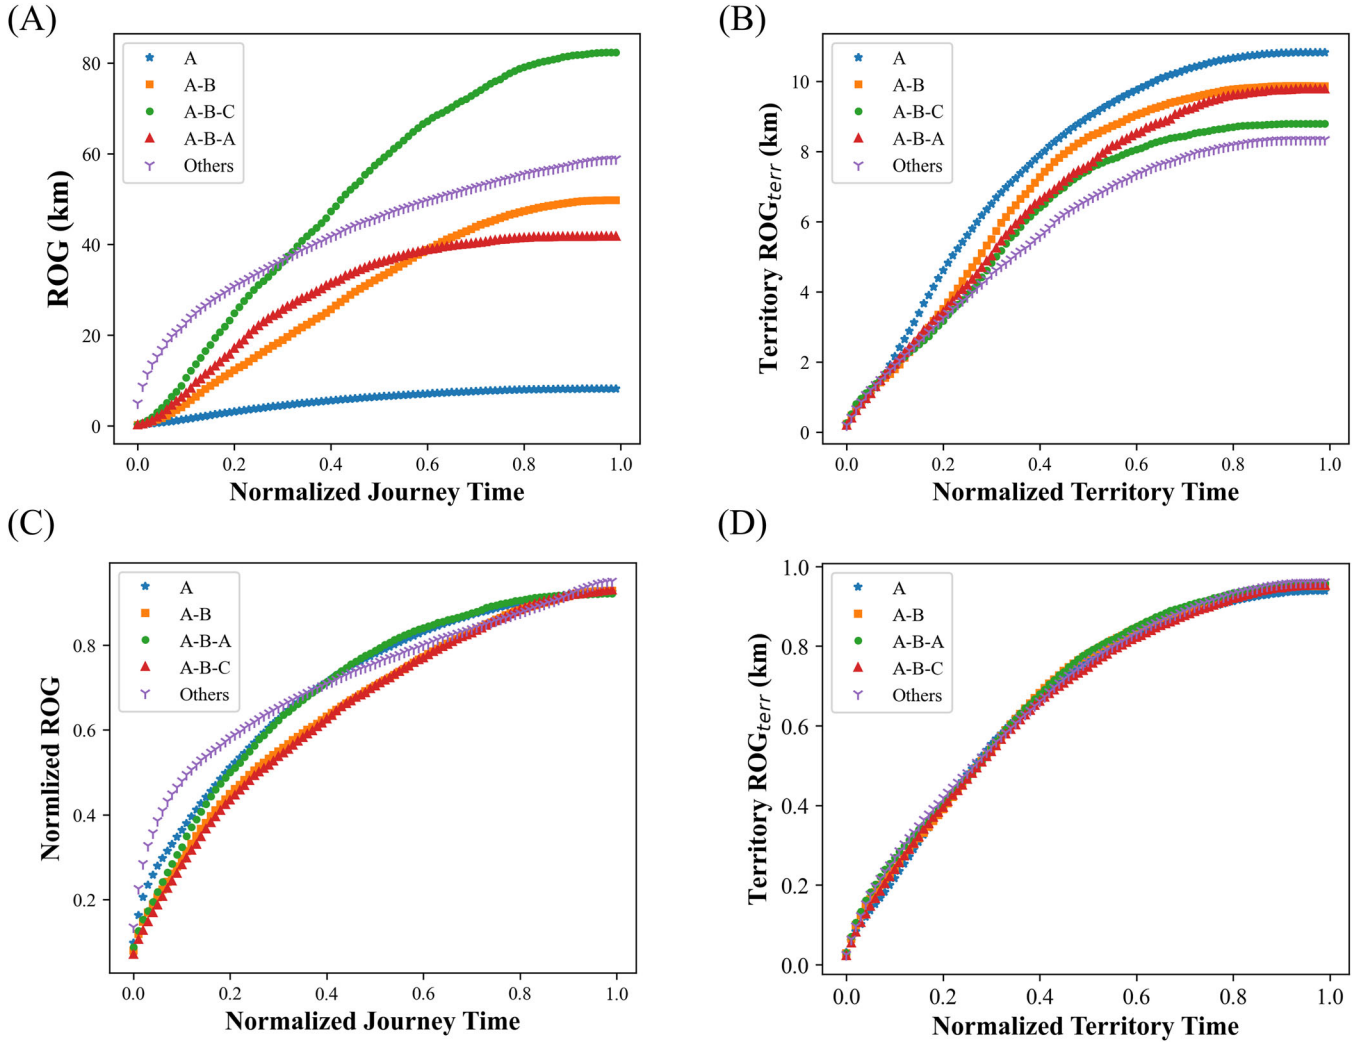 (A)
A
A-B
A-B-C
A-B-A
Others
80
60
40
20
0
ROG (km)
0.0 0.2 0.4 0.6 0.8 1.0
Normalized Journey Time
(B)
A
A-B
A-B-C
A-B-A
Others
10
8
6
4
2
0
Territory ROGterr (km)
0.0 0.2 0.4 0.6 0.8 1.0
Normalized Territory Time
(C)
A
A-B
A-B-A
A-B-C
Others
0.8
0.6
0.4
0.2
Normlized ROG
0.0 0.2 0.4 0.6 0.8 1.0
Normalized Journey Time
(D)
A
A-B
A-B-A
A-B-C
Others
1.0
0.8
0.6
0.4
0.2
0.0
Territory ROGterr (km)
0.0 0.2 0.4 0.6 0.8 1.0
Normalized Territory Time